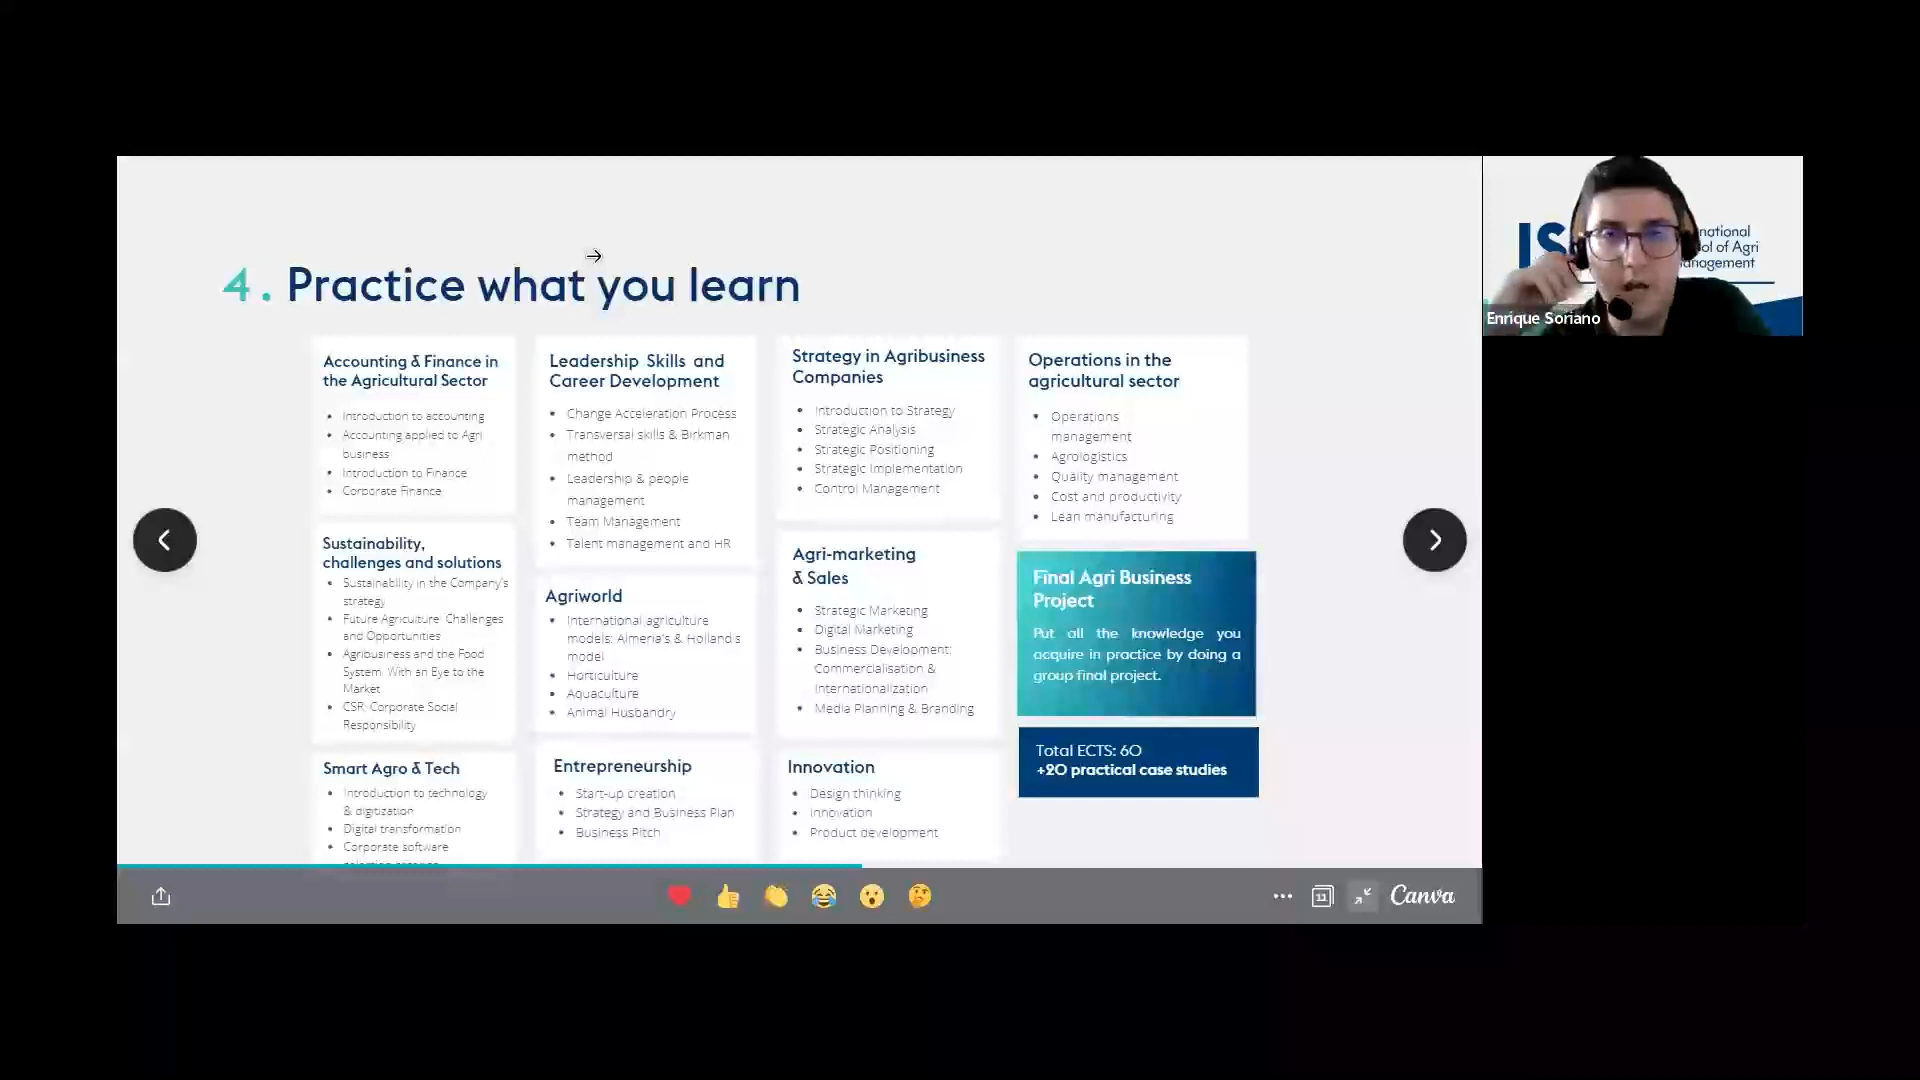 4. Practice what you learn
Accounting & Finance in
the Agricultural Sector
• Introduction to accounting
• Accounting applied to Agri
business
• Introduction to Finance
• Corporate Finance
Sustainability,
challenges and solutions
• Sustainability in the Company's
strategy
• Future Agriculture: Challenges
and Opportunities
• Agribusiness and the Food
System: With an Eye to the
Market
• CSR: Corporate Social
Responsibility
Smart Agro & Tech
• Introduction to technology
& digitization
• Digital transformation
• Corporate software
Leadership Skills and
Career Development
• Change Acceleration Process
• Transversal skills & Birkman
method
• Leadership & people
management
• Team Management
• Talent management and HR
Agriworld
• International agriculture
models: Almeria's & Holland's
model
• Horticulture
• Aquaculture
• Animal Husbandry
Entrepreneurship
• Start-up creation
• Strategy and Business Plan
• Business Pitch
Strategy in Agribusiness
Companies
• Introduction to Strategy
• Strategic Analysis
• Strategic Positioning
• Strategic Implementation
• Control Management
Agri-marketing
& Sales
• Strategic Marketing
• Digital Marketing
• Business Development:
Commercialisation &
Internationalization
• Media Planning & Branding
Innovation
• Design thinking
• Innovation
• Product development
Operations in the
agricultural sector
• Operations
management
• Agrologistics
• Quality management
• Cost and productivity
• Lean manufacturing
Final Agri Business
Project
Put all the knowledge you
acquire in practice by doing a
group final project.
Total ECTS: 60
+20 practical case studies
11
Canva
IS
national
ol of Agri
anagement
Enrique Soriano